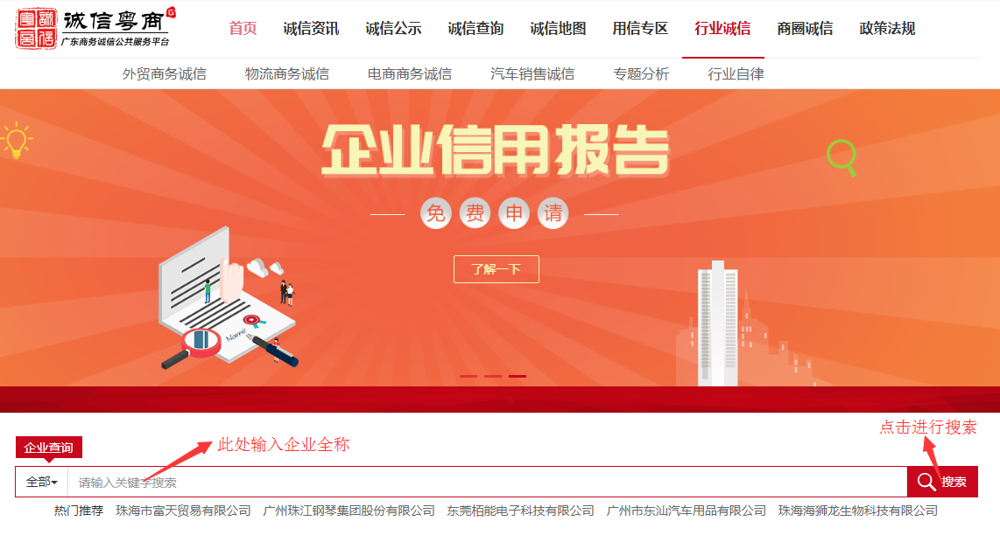 诚信粤商 G
广东商务诚信公共服务平台
首页 诚信资讯 诚信公示 诚信查询 诚信地图 用信专区 行业诚信 商圈诚信 政策法规
外贸商务诚信 物流商务诚信 电商商务诚信 汽车销售诚信 专题分析 行业自律
企业信用报告
免费申请
了解一下
Name
点击进行搜索
企业查询
此处输入企业全称
全部 请输入关键字搜索 搜索
热门推荐 珠海市富天贸易有限公司 广州珠江钢琴集团股份有限公司 东莞栢能电子科技有限公司 广州市东汕汽车用品有限公司 珠海海狮龙生物科技有限公司